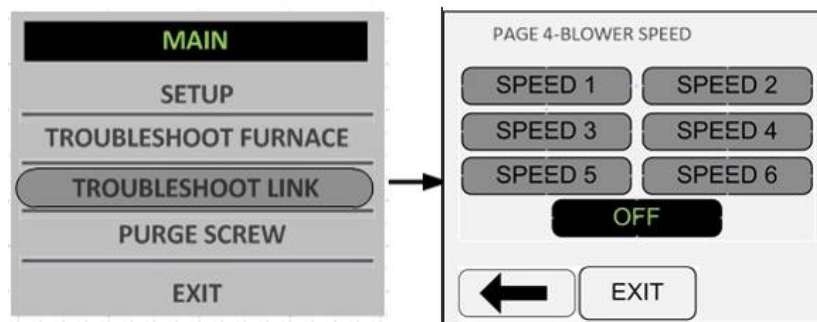 MAIN
SETUP
TROUBLESHOOT FURNACE
TROUBLESHOOT LINK
PURGE SCREW
EXIT
PAGE 4-BLOWER SPEED
SPEED 1 SPEED 2
SPEED 3 SPEED 4
SPEED 5 SPEED 6
OFF
EXIT